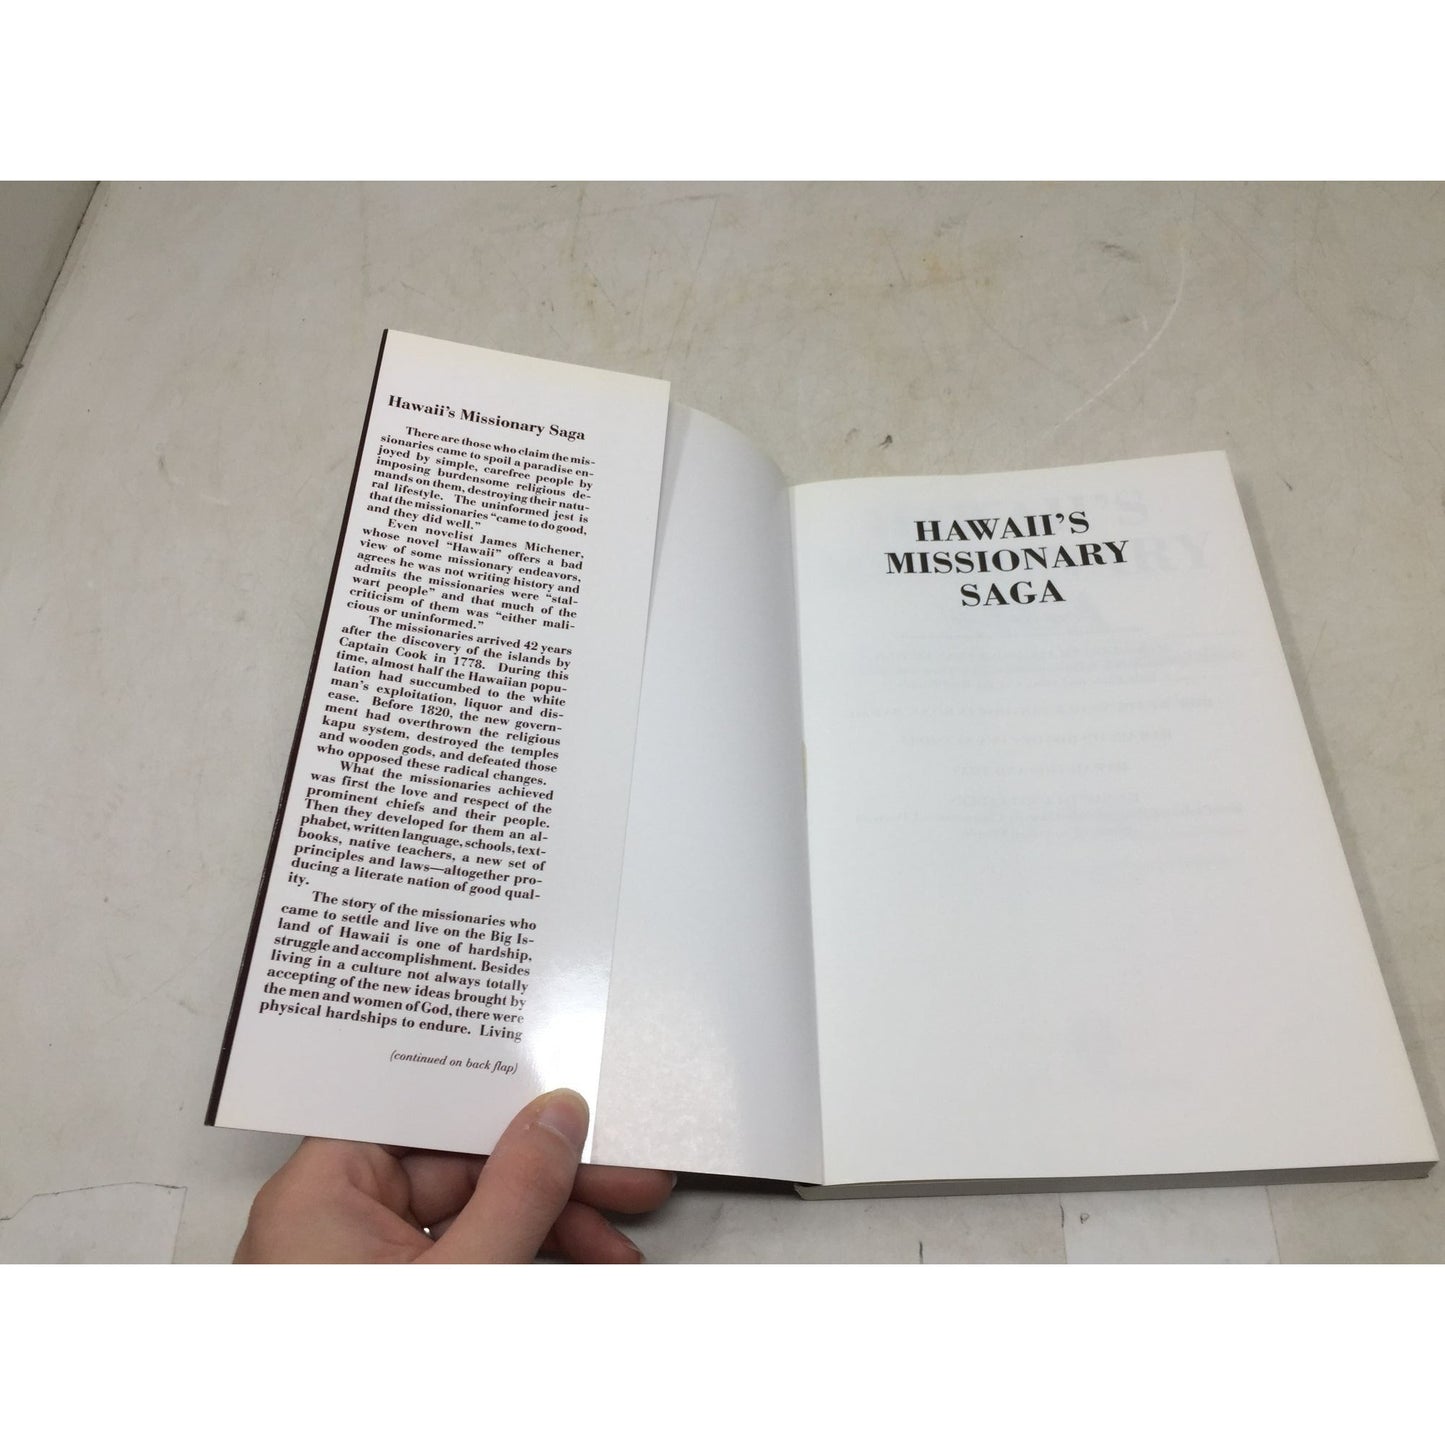 Hawaii's Missionary Saga
There are those who claim the mis-
sionaries came to spoil a paradise en-
joyed by simple, carefree people by
imposing burdensome religious de-
mands on them, destroying their natu-
ral lifestyle. The uninformed jest is
that the missionaries "came to do good,
and they did well."
Even novelist James Michener,
whose novel "Hawaii" offers a bad
view of some missionary endeavors,
agrees he was not writing history and
admits the missionaries were "stal-
wart people" and that much of the
criticism of them was "either mali-
cious or uninformed."
The missionaries arrived 42 years
after the discovery of the islands by
Captain Cook in 1778. During this
time, almost half the Hawaiian popu-
lation had succumbed to the white
man's exploitation, liquor and dis-
ease. Before 1820, the new govern-
ment had overthrown the religious
kapu system, destroyed the temples
and wooden gods, and defeated those
who opposed these radical changes.
What the missionaries achieved
was first the love and respect of the
prominent chiefs and their people.
Then they developed for them an al-
phabet, written language, schools, text-
books, native teachers, a new set of
principles and laws—altogether pro-
ducing a literate nation of good qual-
ity.
The story of the missionaries who
came to settle and live on the Big Is-
land of Hawaii is one of hardship,
struggle and accomplishment. Besides
living in a culture not always totally
accepting of the new ideas brought by
the men and women of God, there were
physical hardships to endure. Living
(continued on back flap)
HAWAII'S
MISSIONARY
SAGA